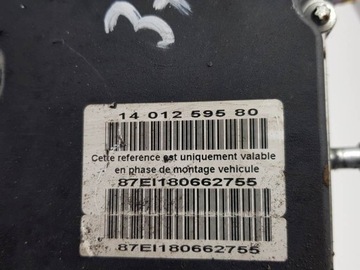 14 012 595 80
Cette reference est uniquement valable
en phase de montage vehicule
87EI180662755
87EI180662755